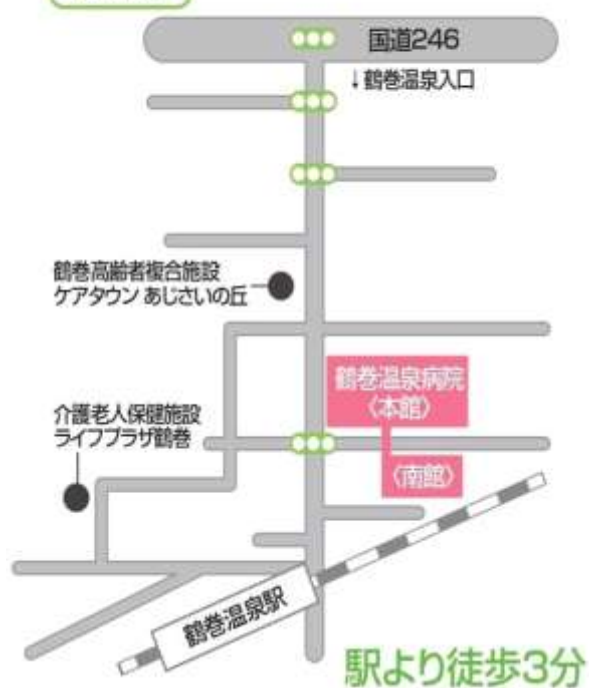 国道246
↓鶴巻温泉入口
鶴巻高齢者複合施設
ケアタウン あじさいの丘
鶴巻温泉病院
〈本館〉
介護老人保健施設
ライフプラザ鶴巻
〈南館〉
鶴巻温泉駅
駅より徒歩3分